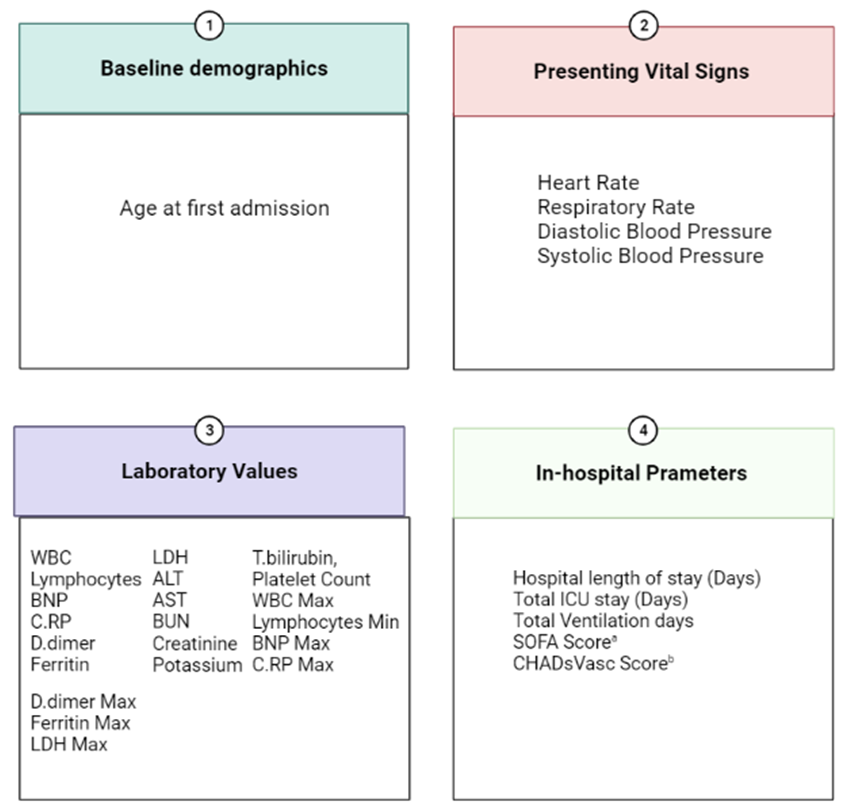 1
Baseline demographics
Age at first admission
2
Presenting Vital Signs
Heart Rate
Respiratory Rate
Diastolic Blood Pressure
Systolic Blood Pressure
3
Laboratory Values
WBC
Lymphocytes
BNP
C.RP
D.dimer
Ferritin
D.dimer Max
Ferritin Max
LDH Max
LDH
ALT
AST
BUN
Creatinine
Potassium
T.bilirubin,
Platelet Count
WBC Max
Lymphocytes Min
BNP Max
C.RP Max
4
In-hospital Prameters
Hospital length of stay (Days)
Total ICU stay (Days)
Total Ventilation days
SOFA Scoreᵃ
CHADsVasc Scoreᵇ